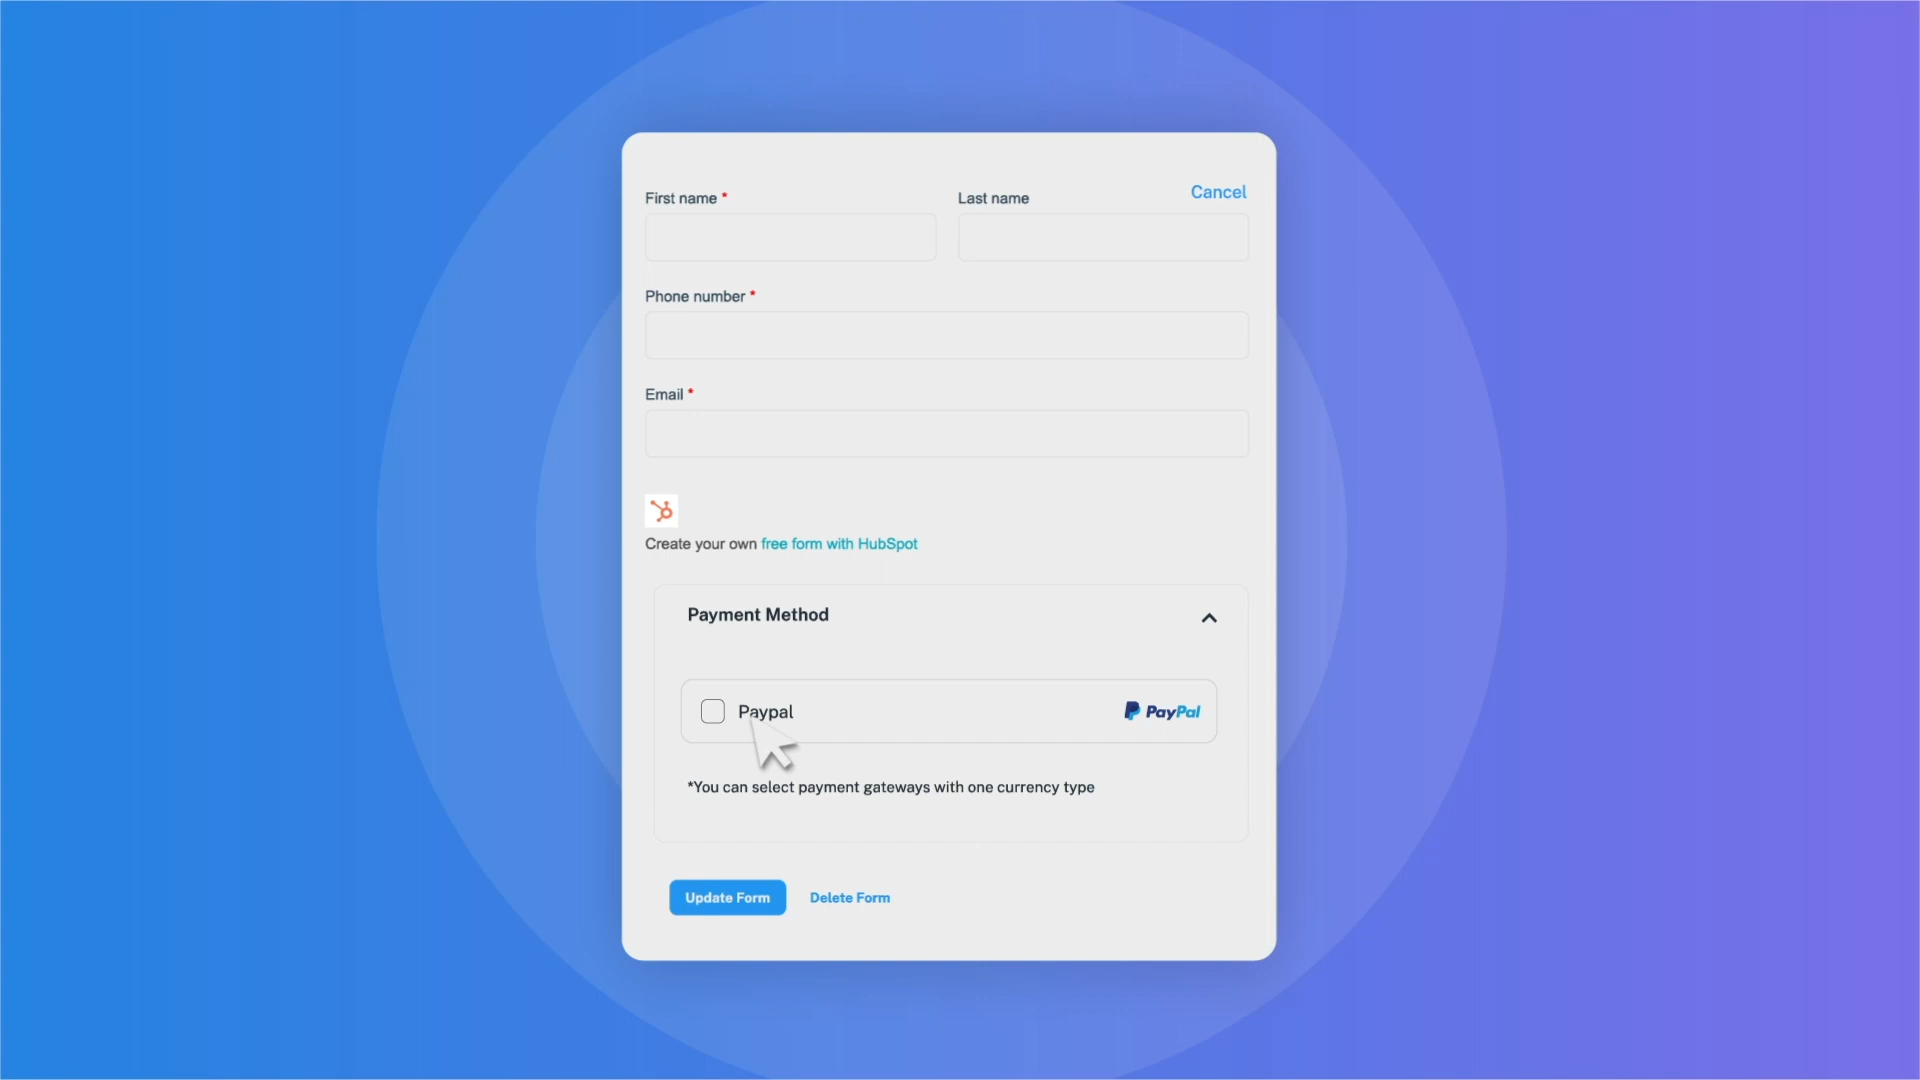 Cancel
First name *
Last name
Phone number *
Email *
Create your own free form with HubSpot
Payment Method
Paypal
PayPal
*You can select payment gateways with one currency type
Update Form
Delete Form